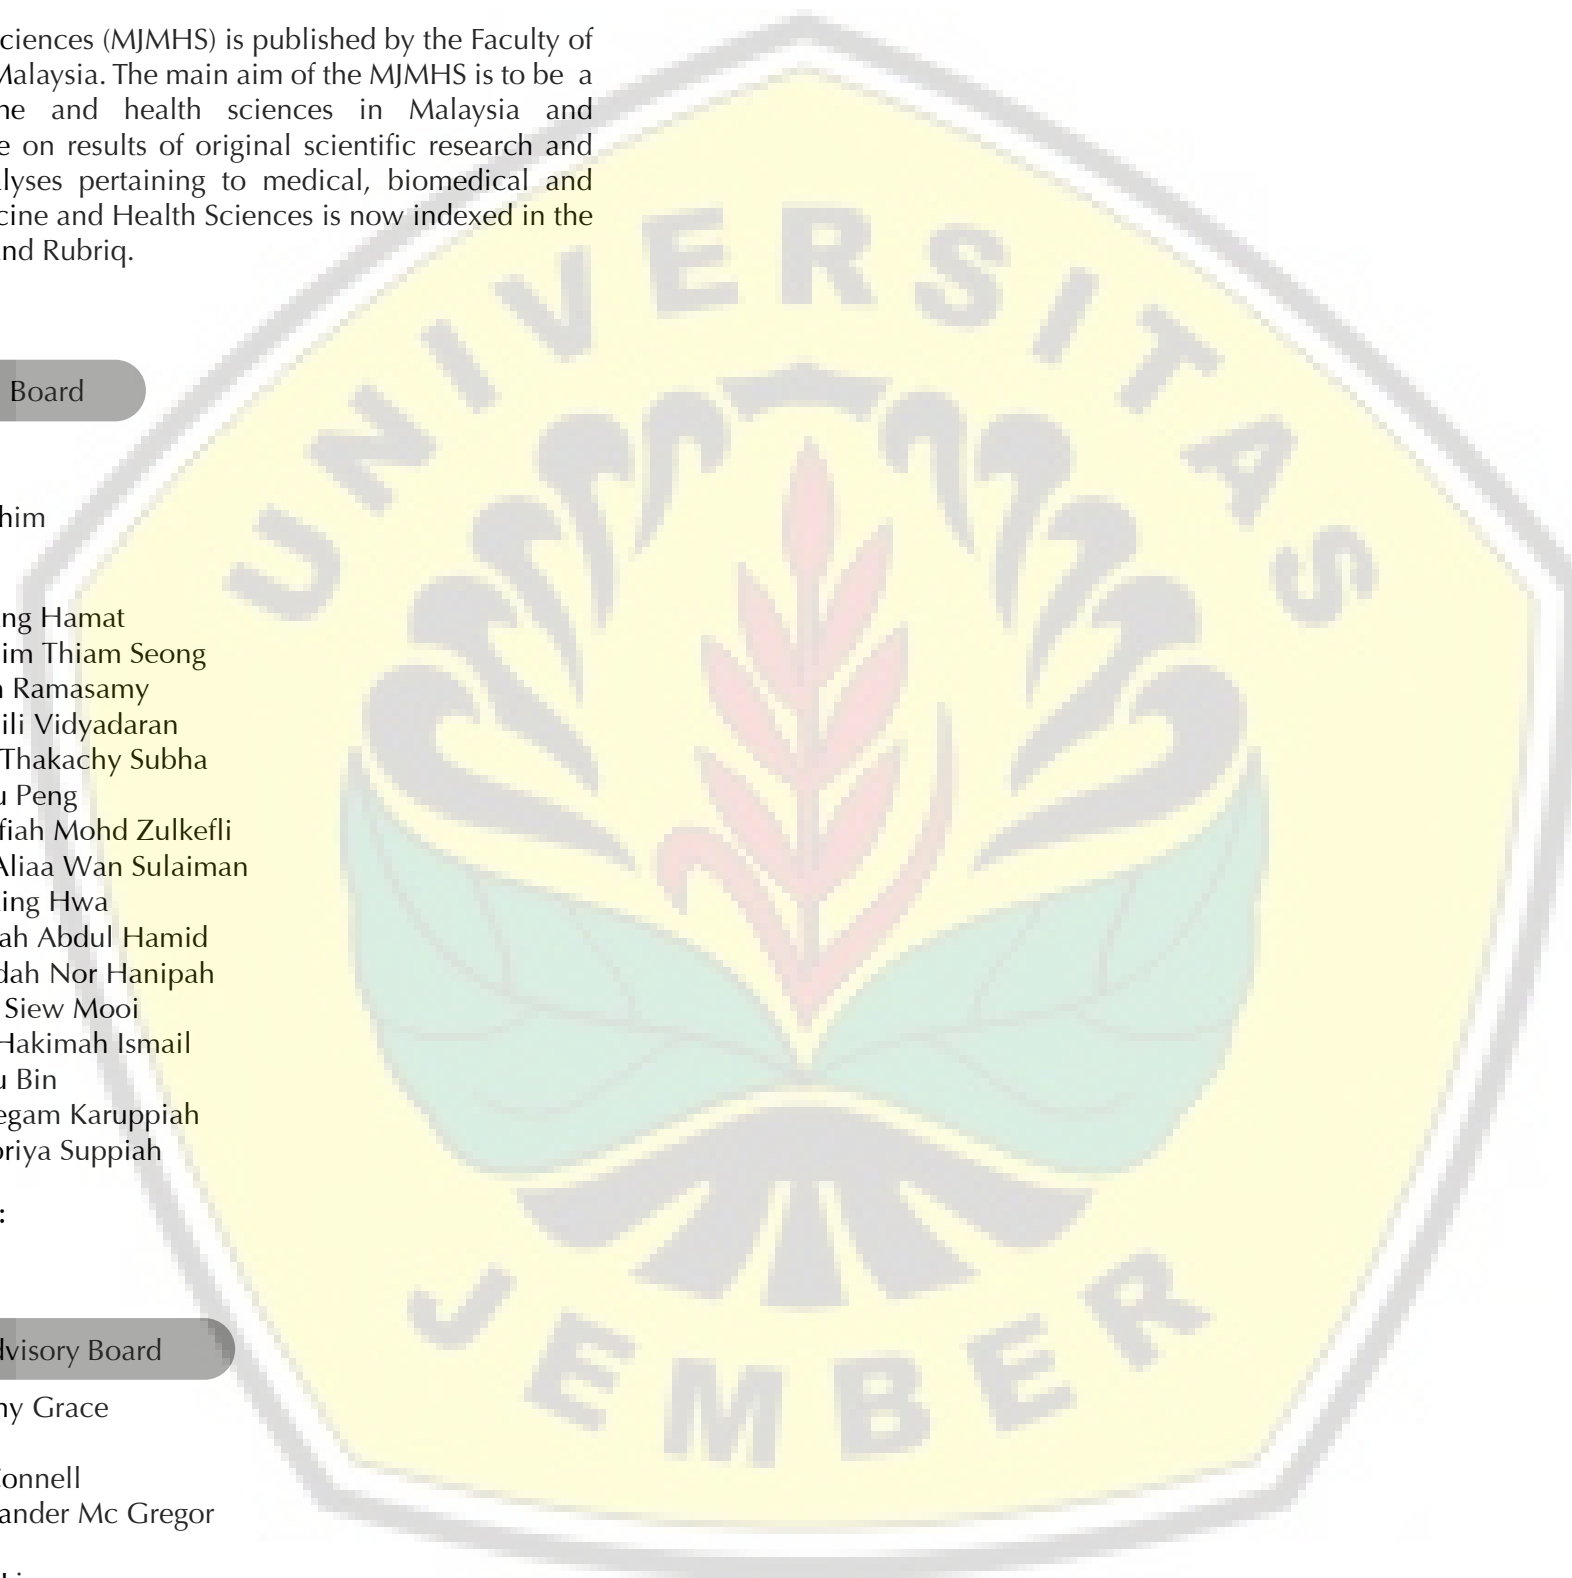 ciences (MJMHS) is published by the Faculty of
Malaysia. The main aim of the MJMHS is to be a
ne and health sciences in Malaysia and
e on results of original scientific research and
alyses pertaining to medical, biomedical and
cine and Health Sciences is now indexed in the
nd Rubriq.
Board
him
ng Hamat
im Thiam Seong
n Ramasamy
ili Vidyadaran
Thakachy Subha
u Peng
fiah Mohd Zulkefli
Aliaa Wan Sulaiman
ing Hwa
ah Abdul Hamid
dah Nor Hanipah
Siew Mooi
Hakimah Ismail
u Bin
egam Karuppiah
priya Suppiah
:
dvisory Board
ny Grace
Connell
ander Mc Gregor
UNIVERSITAS
JEMBER